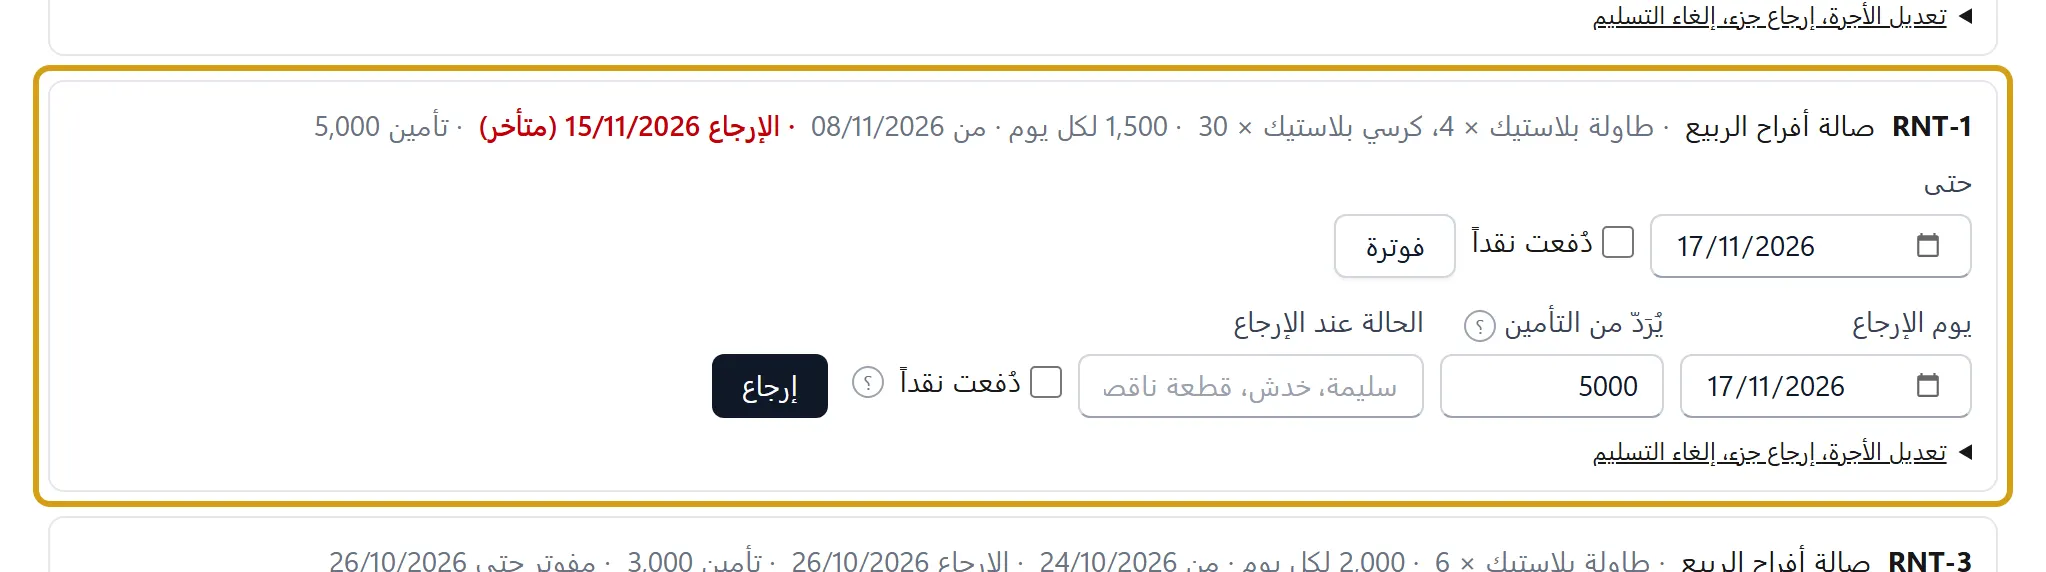 ◀ تعديل الأجرة، إرجاع جزء، إلغاء التسليم
RNT-1 صالة أفراح الربيع · طاولة بلاستيك × 4، كرسي بلاستيك × 30 · 1,500 لكل يوم · من 08/11/2026 · الإرجاع 15/11/2026 (متأخر) · تأمين 5,000
حتى
17/11/2026 دُفعت نقداً فوترة
يوم الإرجاع يُرَدّ من التأمين ؟ الحالة عند الإرجاع
17/11/2026 5000 سليمة، خدش، قطعة ناقص دُفعت نقداً ؟ إرجاع
◀ تعديل الأجرة، إرجاع جزء، إلغاء التسليم
RNT-3 صالة أفراح الربيع · طاولة بلاستيك × 6 · 2,000 لكل يوم · من 24/10/2026 · الإرجاع 26/10/2026 · تأمين 3,000 · مفوتر حتى 26/10/2026